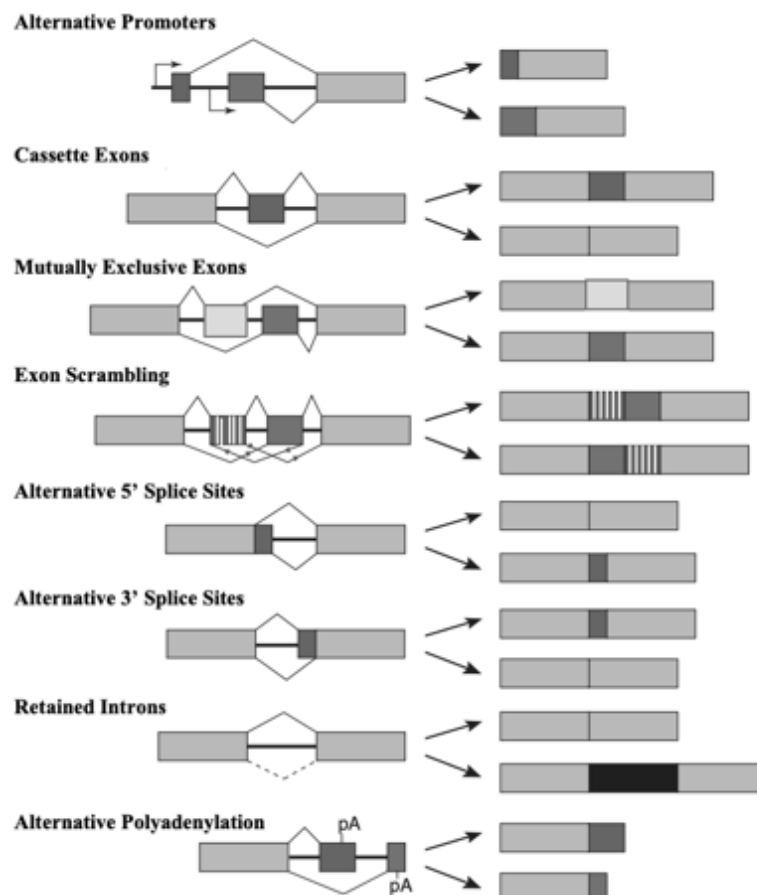 Alternative Promoters
Cassette Exons
Mutually Exclusive Exons
Exon Scrambling
Alternative 5’ Splice Sites
Alternative 3’ Splice Sites
Retained Introns
Alternative Polyadenylation
pA
pA